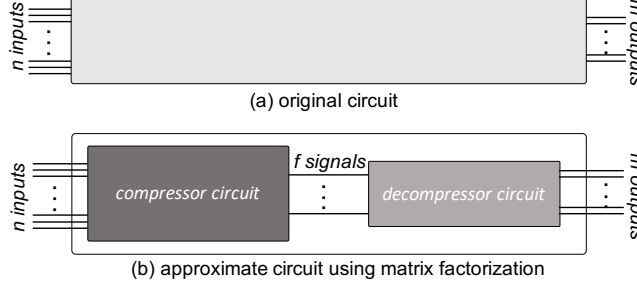 n inputs
m outputs
(a) original circuit
n inputs
compressor circuit
f signals
decompressor circuit
m outputs
(b) approximate circuit using matrix factorization